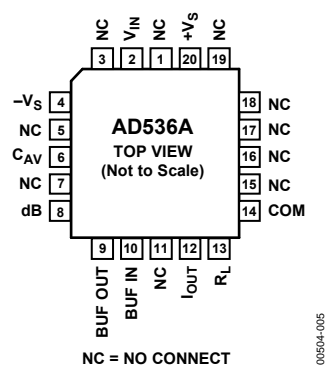 NC
VIN
NC
+VS
NC
3
2
1
20
19
–VS 4
NC 5
CAV 6
NC 7
dB 8
AD536A
TOP VIEW
(Not to Scale)
18 NC
17 NC
16 NC
15 NC
14 COM
9
10
11
12
13
BUF OUT
BUF IN
NC
IOUT
RL
NC = NO CONNECT
00504-005